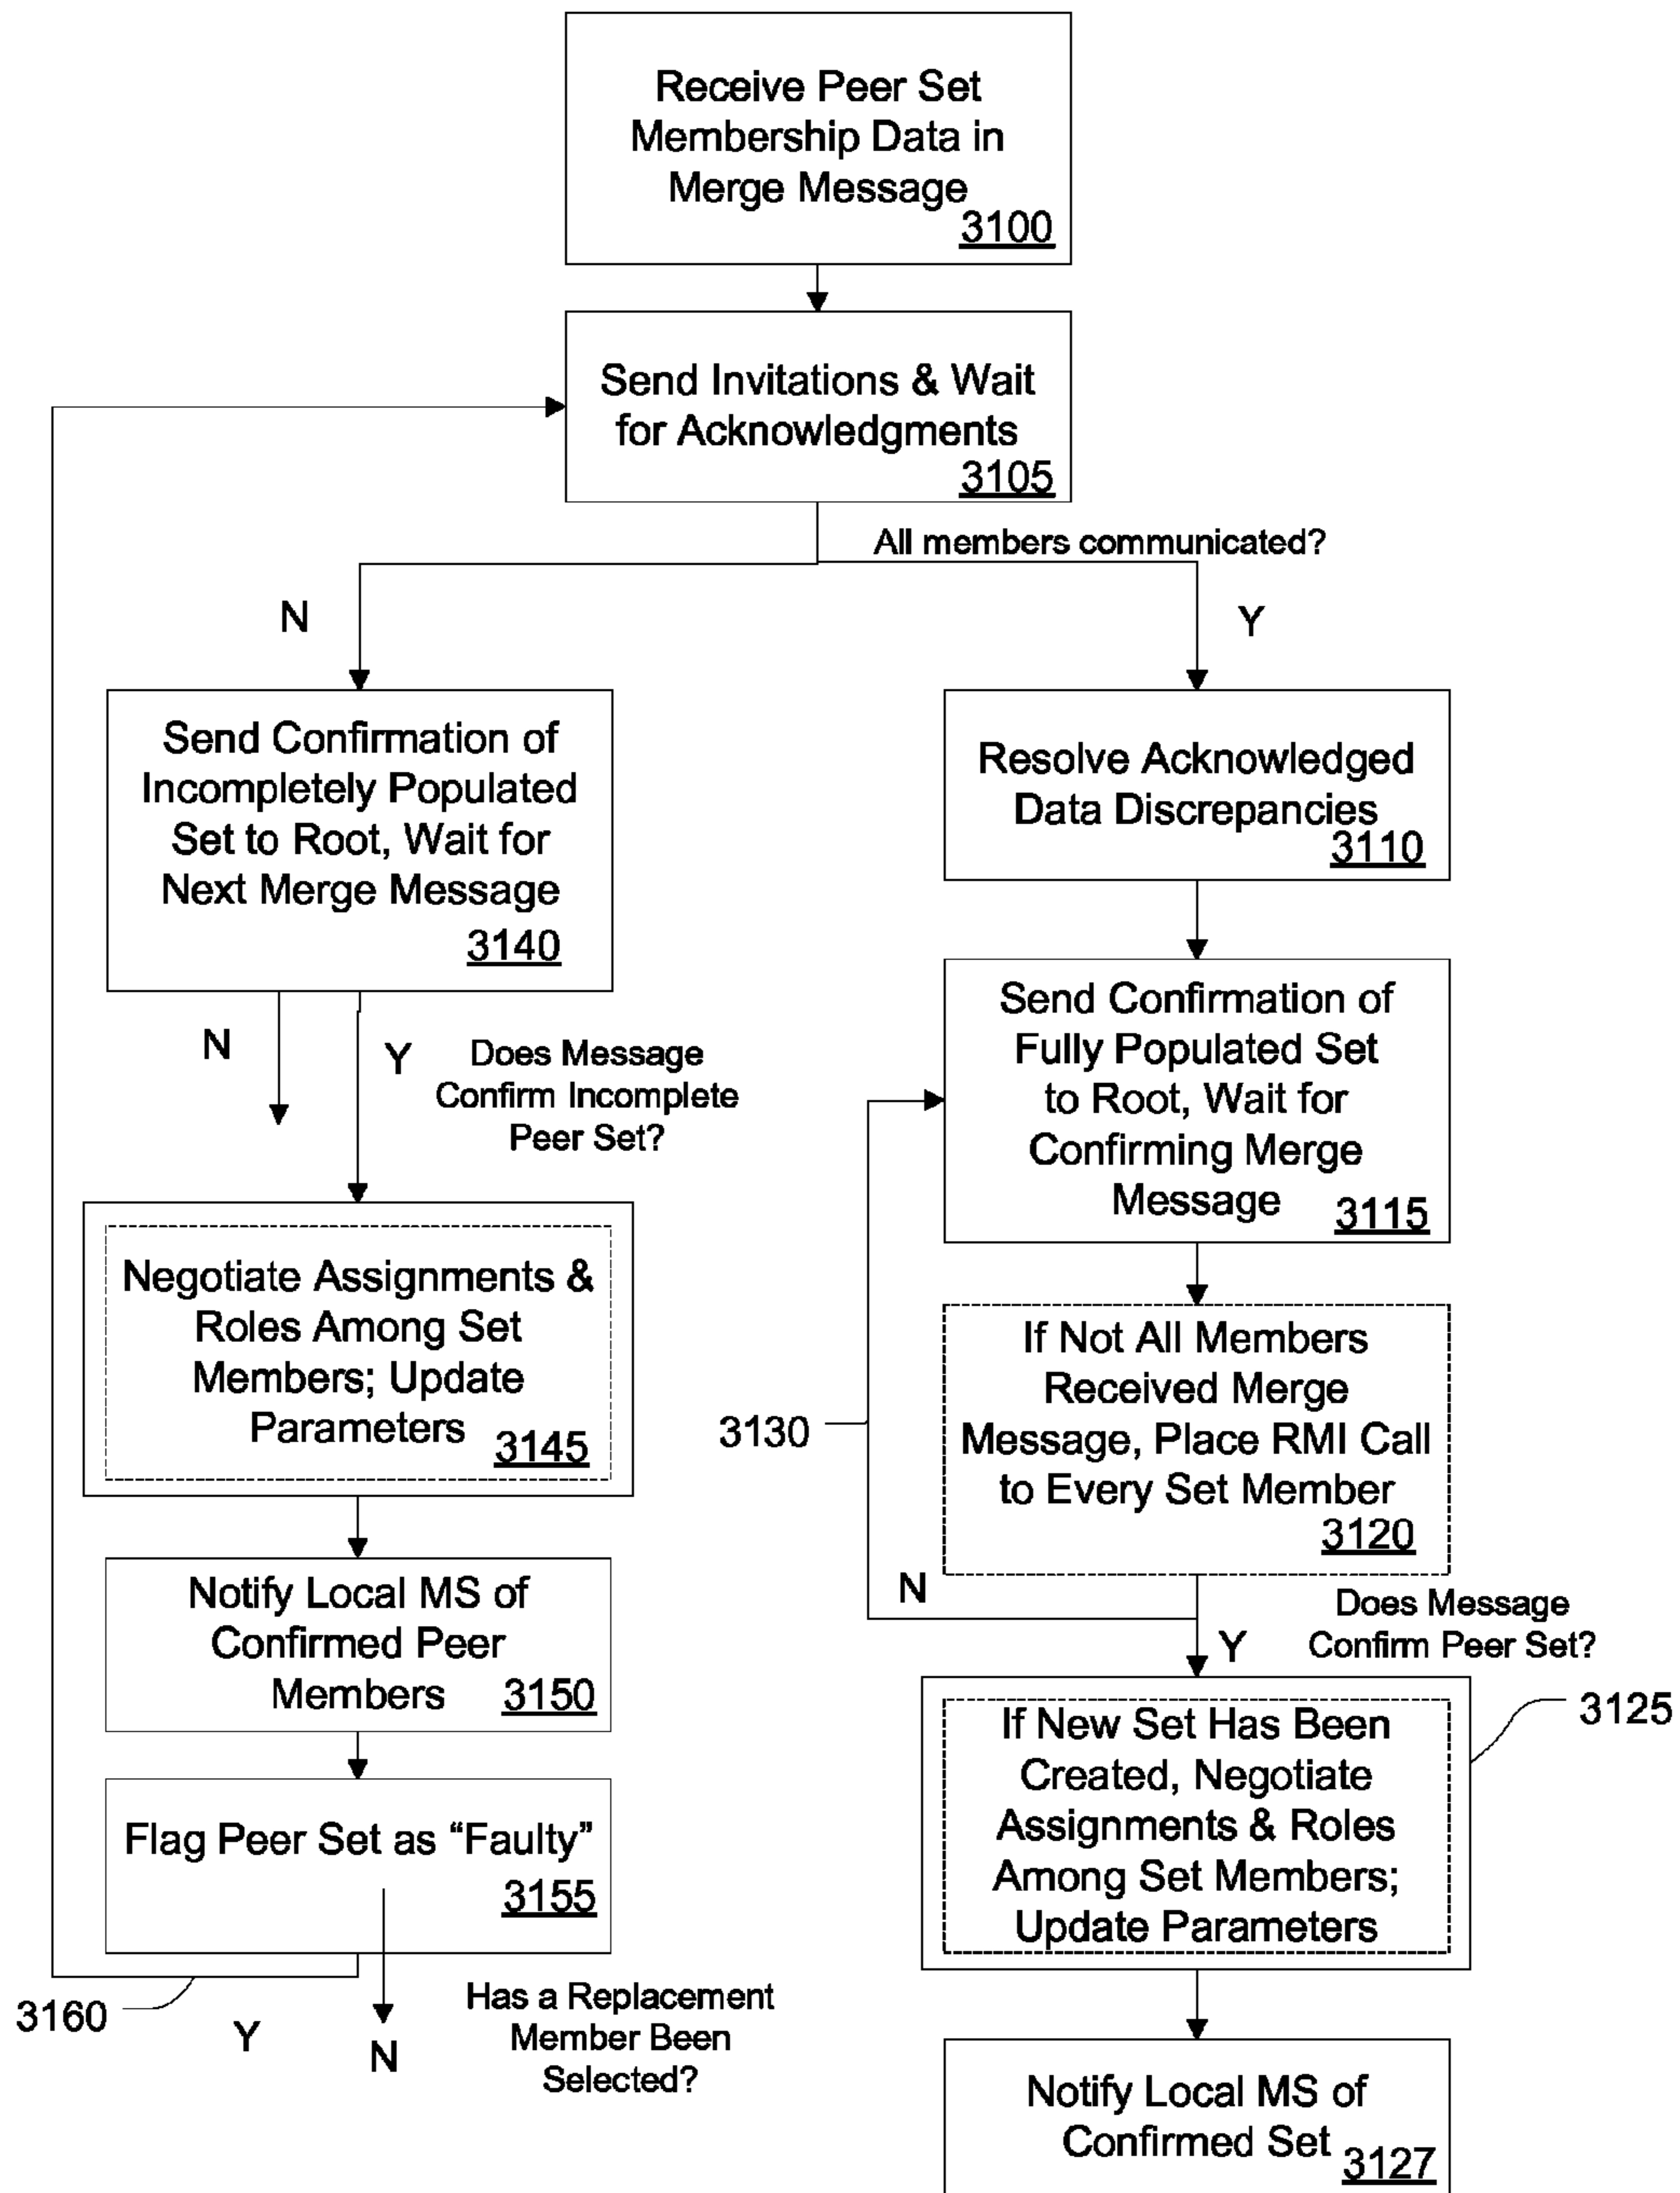 Receive Peer Set
Membership Data in
Merge Message
3100
Send Invitations & Wait
for Acknowledgments
3105
All members communicated?
N
Y
Send Confirmation of
Incompletely Populated
Set to Root, Wait for
Next Merge Message
3140
Resolve Acknowledged
Data Discrepancies
3110
N
Y
Does Message
Confirm Incomplete
Peer Set?
Send Confirmation of
Fully Populated Set
to Root, Wait for
Confirming Merge
Message
3115
Negotiate Assignments &
Roles Among Set
Members; Update
Parameters
3145
3130
If Not All Members
Received Merge
Message, Place RMI Call
to Every Set Member
3120
N
Y
Does Message
Confirm Peer Set?
Notify Local MS of
Confirmed Peer
Members
3150
If New Set Has Been
Created, Negotiate
Assignments & Roles
Among Set Members;
Update Parameters
3125
Flag Peer Set as “Faulty”
3155
3160
Y
N
Has a Replacement
Member Been
Selected?
Notify Local MS of
Confirmed Set
3127